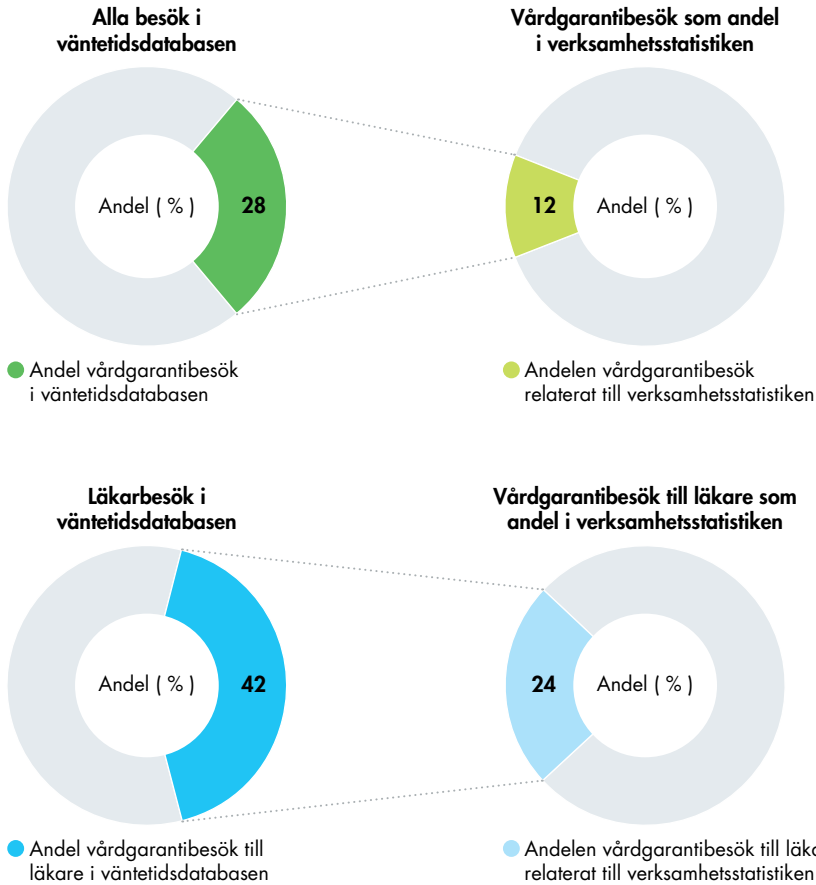 Alla besök i
väntetidsdatabasen
Vårdgarantibesök som andel
i verksamhetsstatistiken
Andel ( % )
28
12
Andel ( % )
Andel vårdgarantibesök
i väntetidsdatabasen
Andelen vårdgarantibesök
relaterat till verksamhetsstatistiken
Läkarbesök i
väntetidsdatabasen
Vårdgarantibesök till läkare som
andel i verksamhetsstatistiken
Andel ( % )
42
24
Andel ( % )
Andel vårdgarantibesök till
läkare i väntetidsdatabasen
Andelen vårdgarantibesök till
relaterat till verksamhetsstatistiken